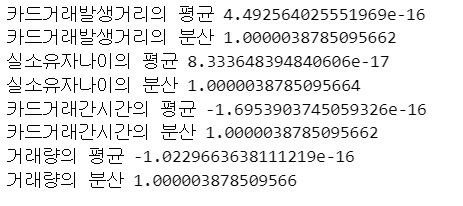 카드거래발생거리의 평균 4.492564025551969e-16
카드거래발생거리의 분산 1.0000038785095662
실소유자나이의 평균 8.333648394840606e-17
실소유자나이의 분산 1.0000038785095664
카드거래간시간의 평균 -1.6953903745059326e-16
카드거래간시간의 분산 1.0000038785095662
거래량의 평균 -1.0229663638111219e-16
거래량의 분산 1.000003878509566